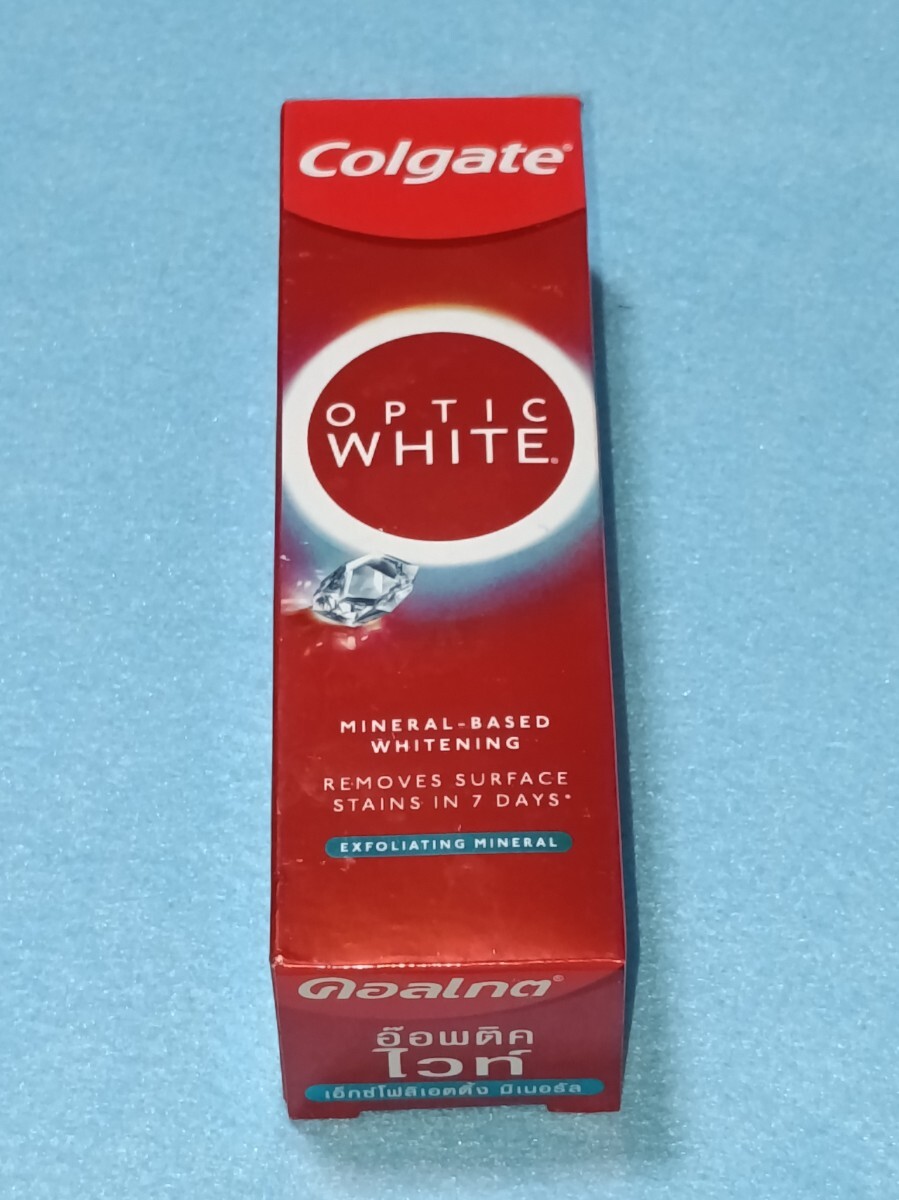 Colgate®
OPTIC
WHITE®
MINERAL-BASED
WHITENING
REMOVES SURFACE
STAINS IN 7 DAYS*
EXFOLIATING MINERAL
คอลเกต®
อ๊อพติค
ไวท์
เอ็กซ์โฟลิเอตติ้ง มิเนอรัล